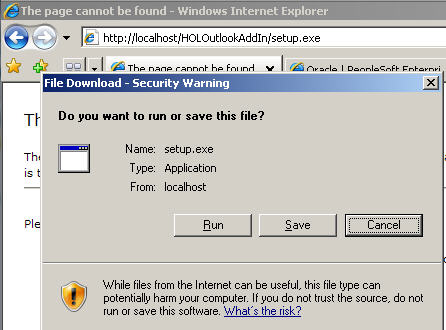 The page cannot be found - Windows Internet Explorer
http://localhost/HOLOutlookAddIn/setup.exe
The page cannot be found
Oracle | PeopleSoft Enterpri
File Download - Security Warning
Do you want to run or save this file?
Name: setup.exe
Type: Application
From: localhost
Run Save Cancel
While files from the Internet can be useful, this file type can
potentially harm your computer. If you do not trust the source, do not
run or save this software. What's the risk?
Th
The
is t
Ple